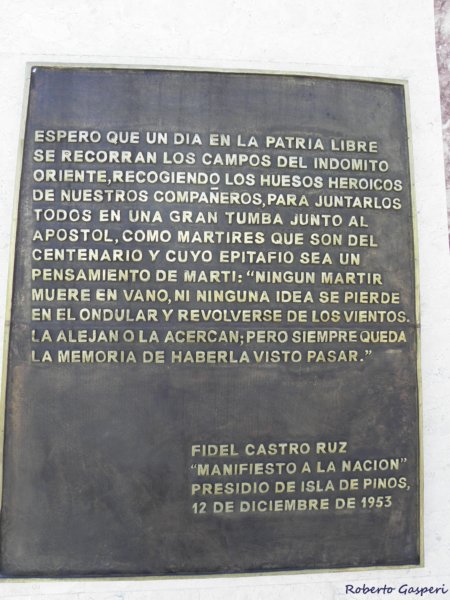 ESPERO QUE UN DIA EN LA PATRIA LIBRE
SE RECORRAN LOS CAMPOS DEL INDOMITO
ORIENTE, RECOGIENDO LOS HUESOS HEROICOS
DE NUESTROS COMPAÑEROS, PARA JUNTARLOS
TODOS EN UNA GRAN TUMBA JUNTO AL
APOSTOL, COMO MARTIRES QUE SON DEL
CENTENARIO Y CUYO EPITAFIO SEA UN
PENSAMIENTO DE MARTI: "NINGUN MARTIR
MUERE EN VANO, NI NINGUNA IDEA SE PIERDE
EN EL ONDULAR Y REVOLVERSE DE LOS VIENTOS.
LA ALEJAN O LA ACERCAN; PERO SIEMPRE QUEDA
LA MEMORIA DE HABERLA VISTO PASAR."
FIDEL CASTRO RUZ
"MANIFIESTO A LA NACION"
PRESIDIO DE ISLA DE PINOS,
12 DE DICIEMBRE DE 1953
Roberto Gasperi